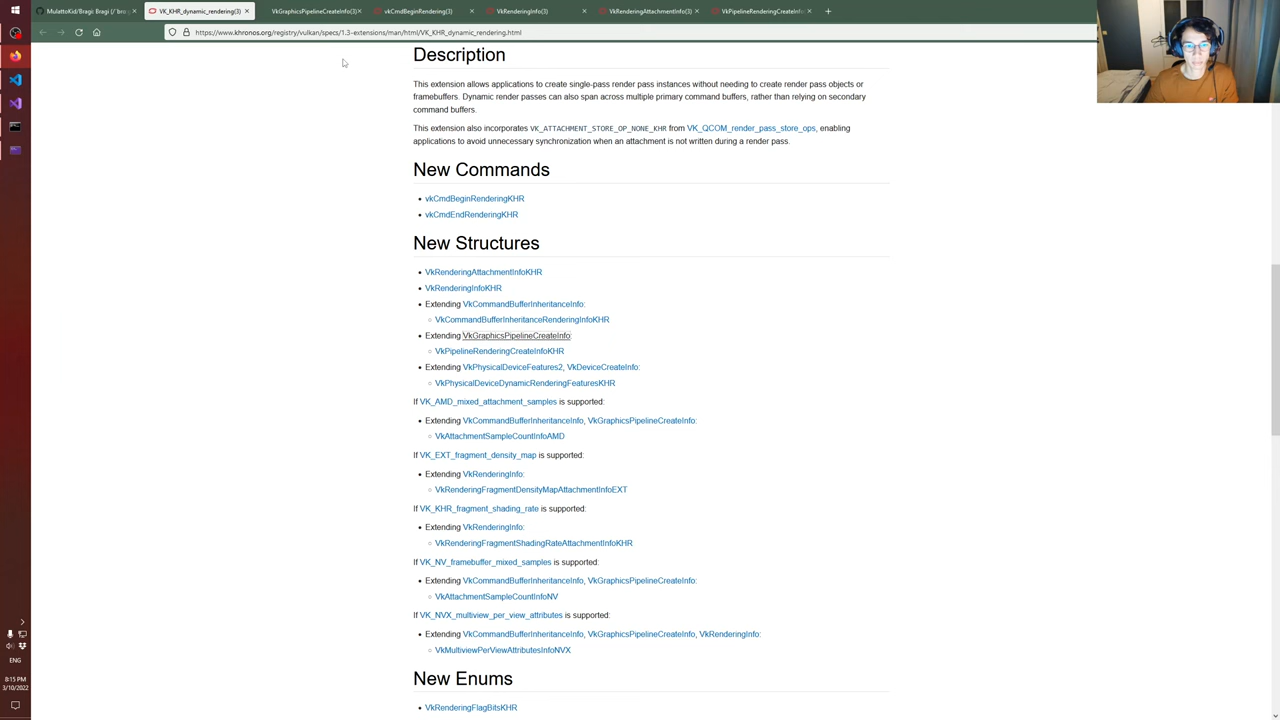 MulattoKid/Bragi: Bragi (/ˈbrɑɡ
VK_KHR_dynamic_rendering(3)
VkGraphicsPipelineCreateInfo(3)
vkCmdBeginRendering(3)
VkRenderingInfo(3)
VkRenderingAttachmentInfo(3)
VkPipelineRenderingCreateInfo
https://www.khronos.org/registry/vulkan/specs/1.3-extensions/man/html/VK_KHR_dynamic_rendering.html
Description
This extension allows applications to create single-pass render pass instances without needing to create render pass objects or
framebuffers. Dynamic render passes can also span across multiple primary command buffers, rather than relying on secondary
command buffers.
This extension also incorporates VK_ATTACHMENT_STORE_OP_NONE_KHR from VK_QCOM_render_pass_store_ops, enabling
applications to avoid unnecessary synchronization when an attachment is not written during a render pass.
New Commands
• vkCmdBeginRenderingKHR
• vkCmdEndRenderingKHR
New Structures
• VkRenderingAttachmentInfoKHR
• VkRenderingInfoKHR
• Extending VkCommandBufferInheritanceInfo:
◦ VkCommandBufferInheritanceRenderingInfoKHR
• Extending VkGraphicsPipelineCreateInfo:
◦ VkPipelineRenderingCreateInfoKHR
• Extending VkPhysicalDeviceFeatures2, VkDeviceCreateInfo:
◦ VkPhysicalDeviceDynamicRenderingFeaturesKHR
If VK_AMD_mixed_attachment_samples is supported:
• Extending VkCommandBufferInheritanceInfo, VkGraphicsPipelineCreateInfo:
◦ VkAttachmentSampleCountInfoAMD
If VK_EXT_fragment_density_map is supported:
• Extending VkRenderingInfo:
◦ VkRenderingFragmentDensityMapAttachmentInfoEXT
If VK_KHR_fragment_shading_rate is supported:
• Extending VkRenderingInfo:
◦ VkRenderingFragmentShadingRateAttachmentInfoKHR
If VK_NV_framebuffer_mixed_samples is supported:
• Extending VkCommandBufferInheritanceInfo, VkGraphicsPipelineCreateInfo:
◦ VkAttachmentSampleCountInfoNV
If VK_NVX_multiview_per_view_attributes is supported:
• Extending VkCommandBufferInheritanceInfo, VkGraphicsPipelineCreateInfo, VkRenderingInfo:
◦ VkMultiviewPerViewAttributesInfoNVX
New Enums
• VkRenderingFlagBitsKHR
ENG
8:15 PM
3/10/2022